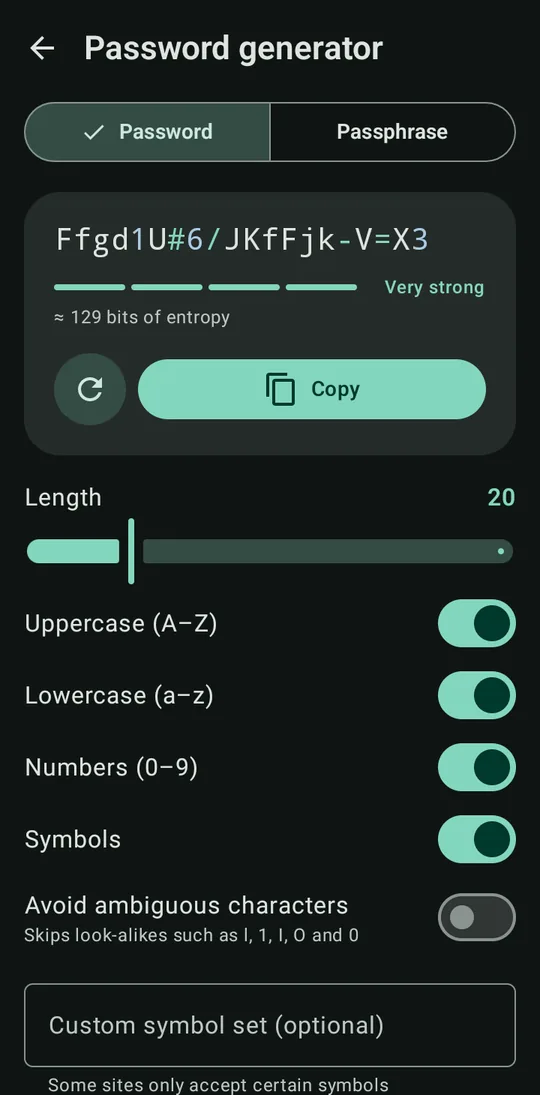 Password generator
Password
Passphrase
Ffgd1U#6/JKfFjk-V=X3
Very strong
≈ 129 bits of entropy
Copy
Length
20
Uppercase (A–Z)
Lowercase (a–z)
Numbers (0–9)
Symbols
Avoid ambiguous characters
Skips look-alikes such as l, 1, I, O and 0
Custom symbol set (optional)
Some sites only accept certain symbols